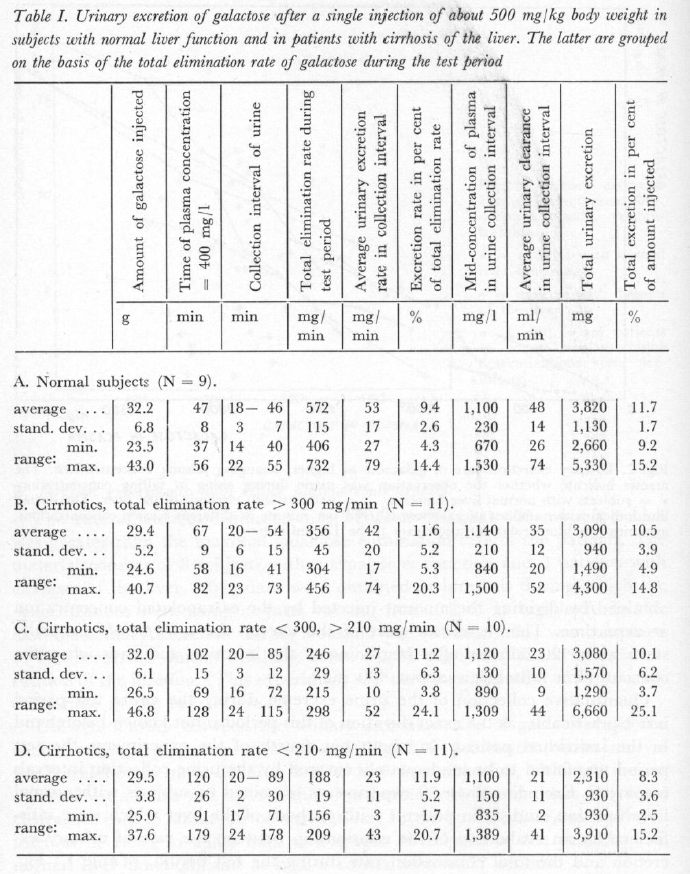 Table I. Urinary excretion of galactose after a single injection of about 500 mg/kg body weight in
subjects with normal liver function and in patients with cirrhosis of the liver. The latter are grouped
on the basis of the total elimination rate of galactose during the test period
Amount of galactose injected
Time of plasma concentration
= 400 mg/l
Collection interval of urine
Total elimination rate during
test period
Average urinary excretion
rate in collection interval
Excretion rate in per cent
of total elimination rate
Mid-concentration of plasma
in urine collection interval
Average urinary clearance
in urine collection interval
Total urinary excretion
Total excretion in per cent
of amount injected
g min min mg/ mg/ % mg/l ml/ mg %
min min min
A. Normal subjects (N = 9).
average .... 32.2 47 18— 46 572 53 9.4 1,100 48 3,820 11.7
stand. dev... 6.8 8 3 7 115 17 2.6 230 14 1,130 1.7
min. 23.5 37 14 40 406 27 4.3 670 26 2,660 9.2
range:
max. 43.0 56 22 55 732 79 14.4 1.530 74 5,330 15.2
B. Cirrhotics, total elimination rate > 300 mg/min (N = 11).
average .... 29.4 67 20— 54 356 42 11.6 1.140 35 3,090 10.5
stand. dev... 5.2 9 6 15 45 20 5.2 210 12 940 3.9
min. 24.6 58 16 41 304 17 5.3 840 20 1,490 4.9
range:
max. 40.7 82 23 73 456 74 20.3 1,500 52 4,300 14.8
C. Cirrhotics, total elimination rate < 300, > 210 mg/min (N = 10).
average .... 32.0 102 20— 85 246 27 11.2 1,120 23 3,080 10.1
stand. dev... 6.1 15 3 12 29 13 6.3 130 10 1,570 6.2
min. 26.5 69 16 72 215 10 3.8 890 9 1,290 3.7
range:
max. 46.8 128 24 115 298 52 24.1 1,309 44 6,660 25.1
D. Cirrhotics, total elimination rate < 210 mg/min (N = 11).
average .... 29.5 120 20— 89 188 23 11.9 1,100 21 2,310 8.3
stand. dev... 3.8 26 2 30 19 11 5.2 150 11 930 3.6
min. 25.0 91 17 71 156 3 1.7 835 2 930 2.5
range:
max. 37.6 179 24 178 209 43 20.7 1,389 41 3,910 15.2